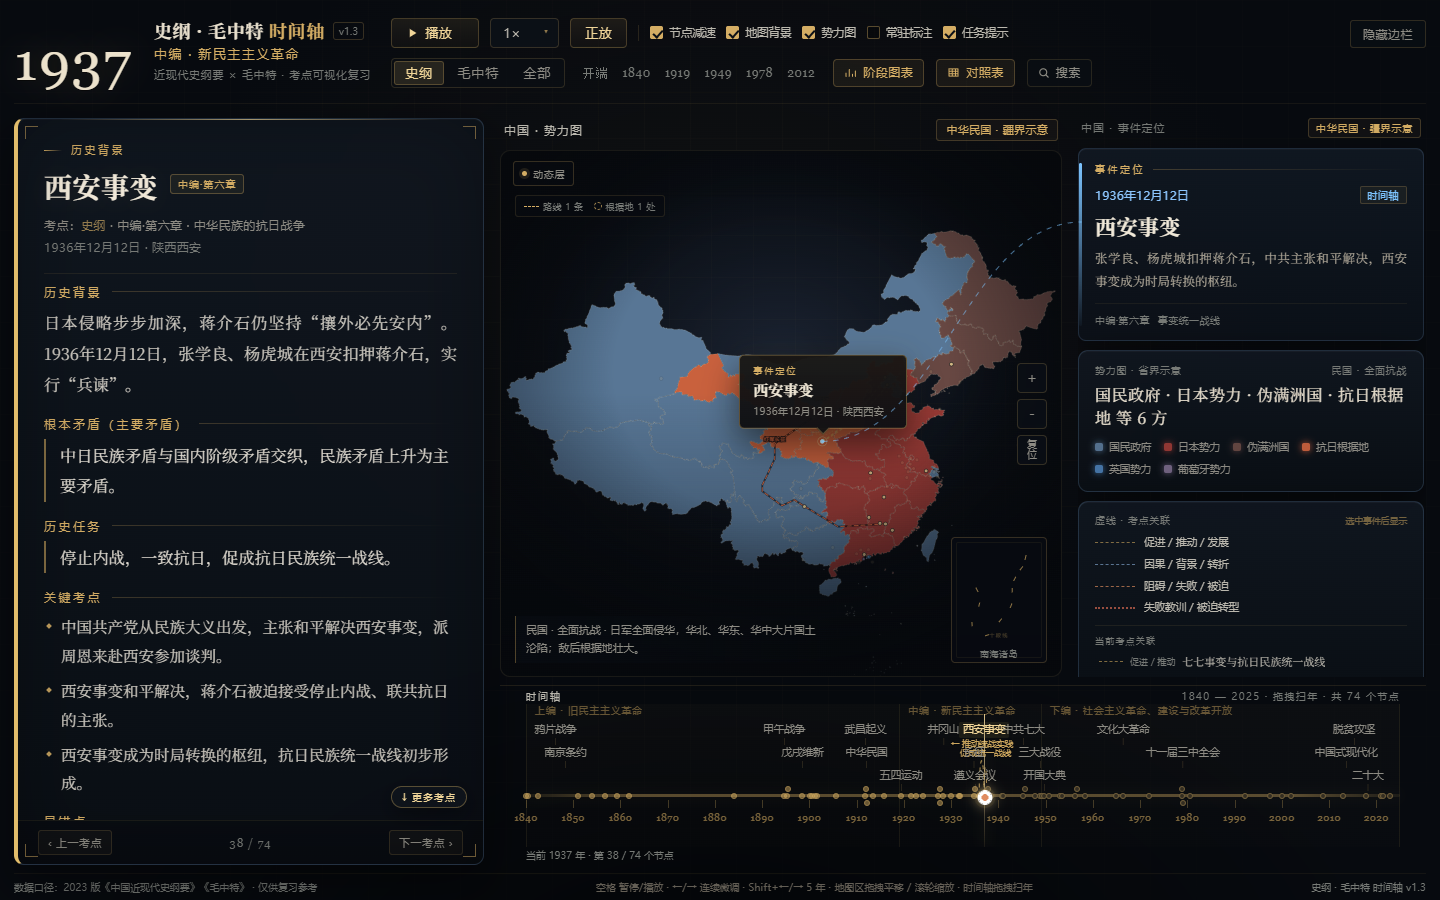 1937
史纲 · 毛中特 时间轴 v1.3
中编 · 新民主主义革命
近现代史纲要 × 毛中特 · 考点可视化复习
播放
1×
正放
节点减速
地图背景
势力图
常驻标注
任务提示
隐藏边栏
史纲
毛中特
全部
开端 1840 1919 1949 1978 2012
阶段图表
对照表
搜索
历史背景
西安事变 中编·第六章
考点：史纲 · 中编·第六章 · 中华民族的抗日战争
1936年12月12日 · 陕西西安
历史背景
日本侵略步步加深，蒋介石仍坚持“攘外必先安内”。
1936年12月12日，张学良、杨虎城在西安扣押蒋介石，实
行“兵谏”。
根本矛盾（主要矛盾）
中日民族矛盾与国内阶级矛盾交织，民族矛盾上升为主
要矛盾。
历史任务
停止内战，一致抗日，促成抗日民族统一战线。
关键考点
中国共产党从民族大义出发，主张和平解决西安事变，派
周恩来赴西安参加谈判。
西安事变和平解决，蒋介石被迫接受停止内战、联共抗日
的主张。
西安事变成为时局转换的枢纽，抗日民族统一战线初步形
成。
↓ 更多考点
‹ 上一考点
38 / 74
下一考点 ›
中国 · 势力图
中华民国 · 疆界示意
动态层
路线 1 条 根据地 1 处
事件定位
西安事变
1936年12月12日 · 陕西西安
+
-
复位
民国 · 全面抗战 · 日军全面侵华，华北、华东、华中大片国土
沦陷；敌后根据地壮大。
南海诸岛
中国 · 事件定位
中华民国 · 疆界示意
事件定位
1936年12月12日
时间轴
西安事变
张学良、杨虎城扣押蒋介石，中共主张和平解决，西安
事变成为时局转换的枢纽。
中编·第六章 事变统一战线
势力图 · 省界示意
民国 · 全面抗战
国民政府 · 日本势力 · 伪满洲国 · 抗日根据
地 等 6 方
国民政府 日本势力 伪满洲国 抗日根据地
英国势力 葡萄牙势力
虚线 · 考点关联
选中事件后显示
促进 / 推动 / 发展
因果 / 背景 / 转折
阻碍 / 失败 / 被迫
失败教训 / 被迫转型
当前考点关联
促进 / 推动 七七事变与抗日民族统一战线
时间轴
1840 — 2025 · 拖拽扫年 · 共 74 个节点
上编 · 旧民主主义革命
中编 · 新民主主义革命
下编 · 社会主义革命、建设与改革开放
鸦片战争 甲午战争 武昌起义 井冈山 西安事变 中共七大 文化大革命 脱贫攻坚
南京条约 戊戌维新 中华民国 三大战役 十一届三中全会 中国式现代化
五四运动 遵义会议 开国大典 二十大
1840 1850 1860 1870 1880 1890 1900 1910 1920 1930 1940 1950 1960 1970 1980 1990 2000 2010 2020
当前 1937 年 · 第 38 / 74 个节点
数据口径：2023 版《中国近现代史纲要》《毛中特》 · 仅供复习参考
空格 暂停/播放 · ←/→ 连续微调 · Shift+←/→ 5 年 · 地图区拖拽平移 / 滚轮缩放 · 时间轴拖拽扫年
史纲 · 毛中特 时间轴 v1.3